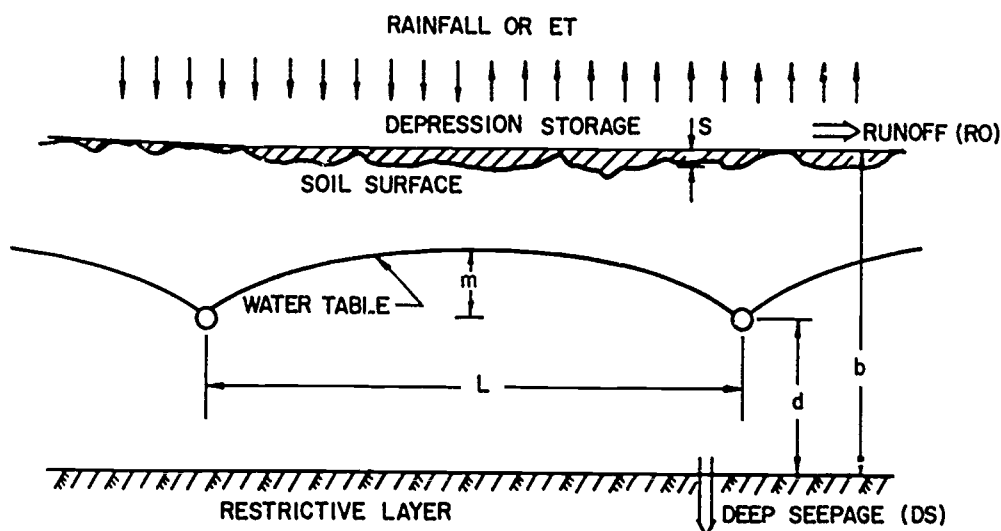 RAINFALL OR ET
DEPRESSION STORAGE
S
RUNOFF (RO)
SOIL SURFACE
m
WATER TABLE
L
d
b
RESTRICTIVE LAYER
DEEP SEEPAGE (DS)